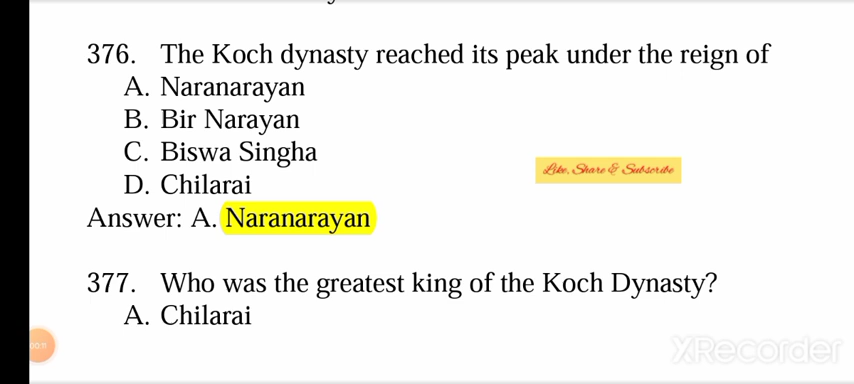 376. The Koch dynasty reached its peak under the reign of
A. Naranarayan
B. Bir Narayan
C. Biswa Singha
Like, Share & Subscribe
D. Chilarai
Answer: A. Naranarayan
377. Who was the greatest king of the Koch Dynasty?
A. Chilarai
XRecorder